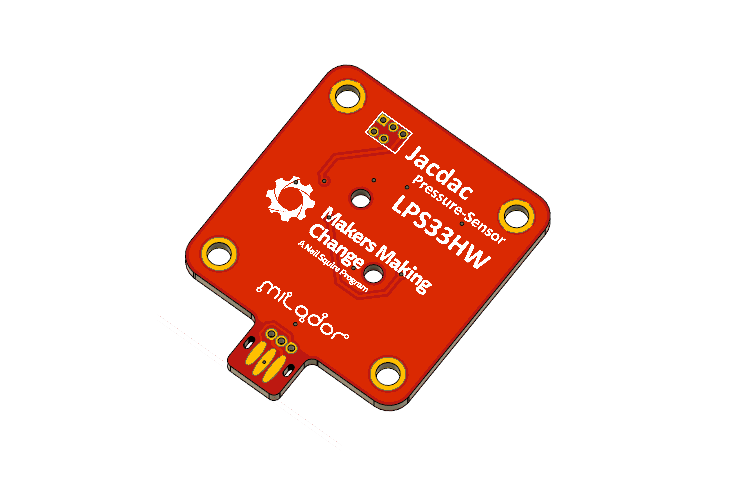 Jacdac
Pressure-Sensor
LPS33HW
Makers Making
Change
A Neil Squire Program
milador